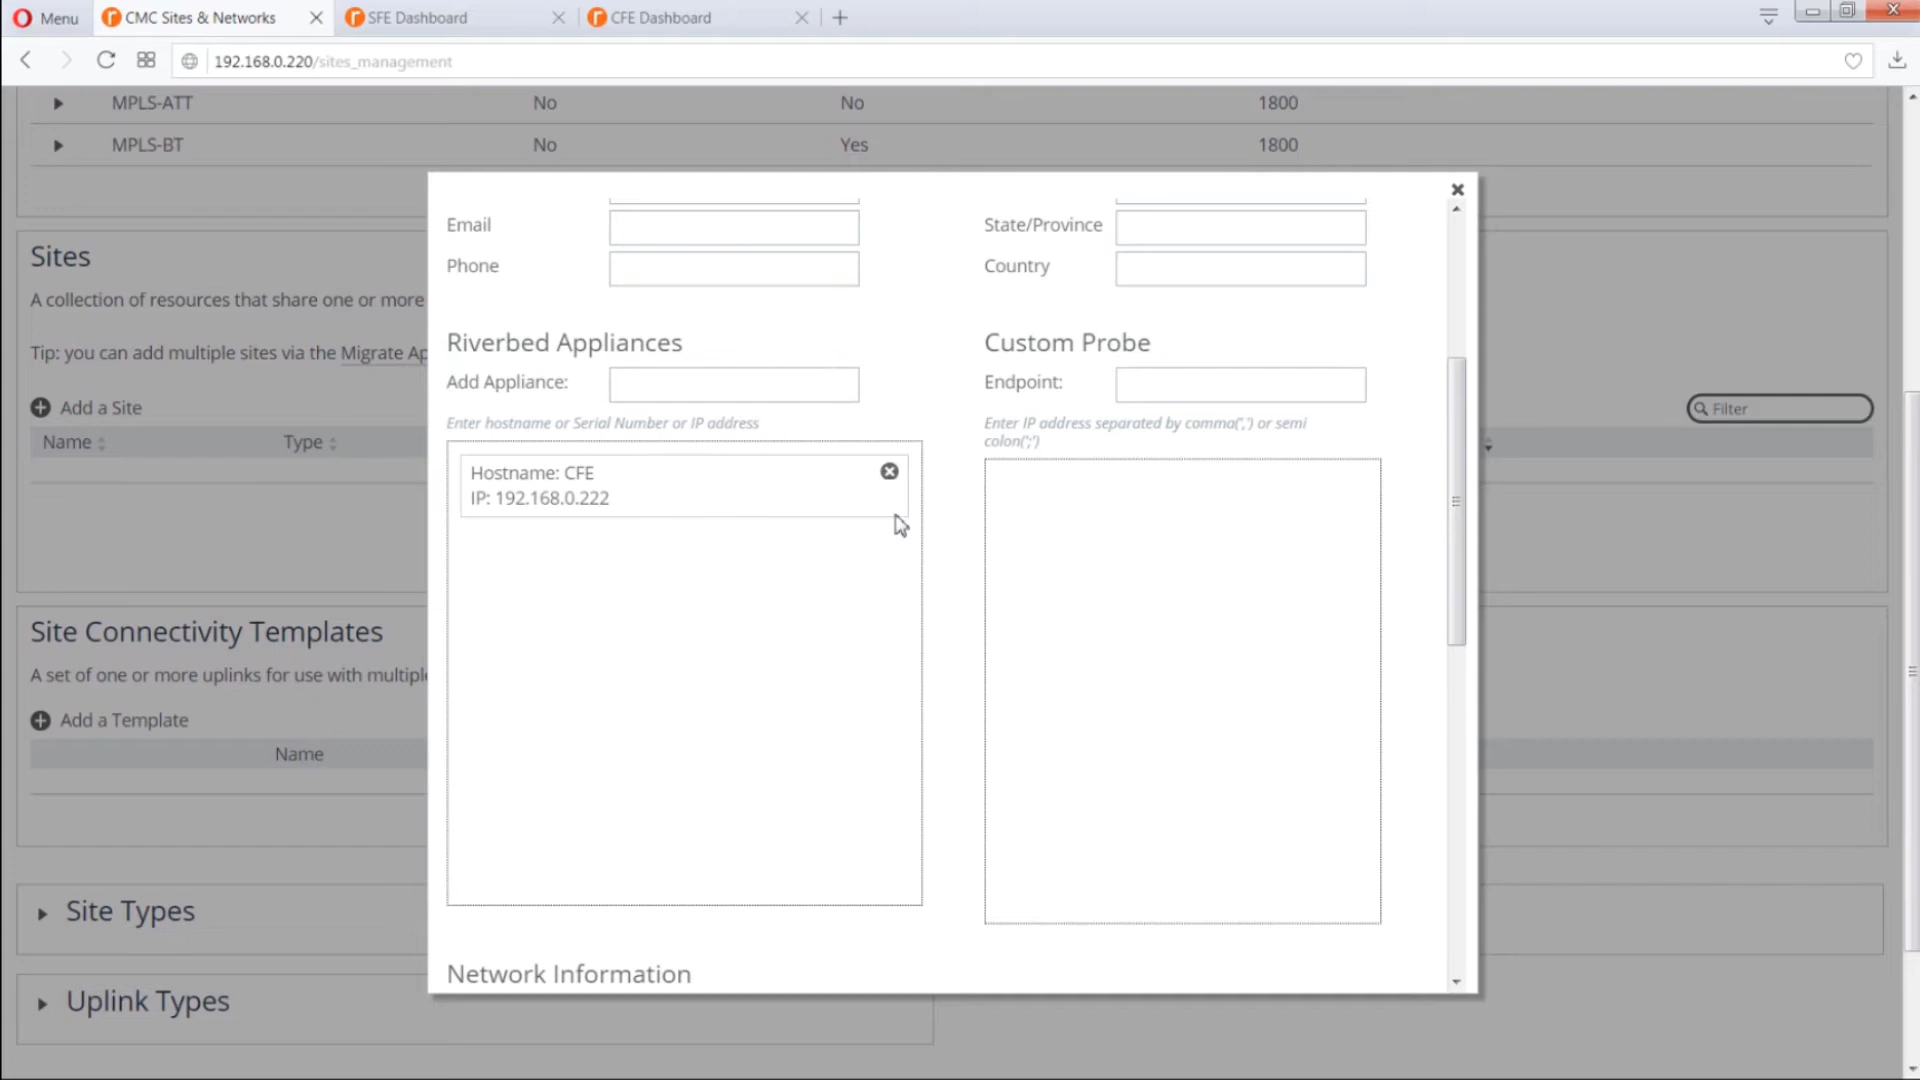 Menu
CMC Sites & Networks
SFE Dashboard
CFE Dashboard
192.168.0.220/sites_management
MPLS-ATT No No 1800
MPLS-BT No Yes 1800
Email
State/Province
Phone
Country
Sites
A collection of resources that share one or more
Riverbed Appliances
Custom Probe
Tip: you can add multiple sites via the Migrate Ap
Add Appliance:
Endpoint:
Add a Site
Filter
Enter hostname or Serial Number or IP address
Enter IP address separated by comma(',') or semi
colon(';')
Name
Type
Hostname: CFE
IP: 192.168.0.222
Site Connectivity Templates
A set of one or more uplinks for use with multipl
Add a Template
Name
Site Types
Network Information
Uplink Types